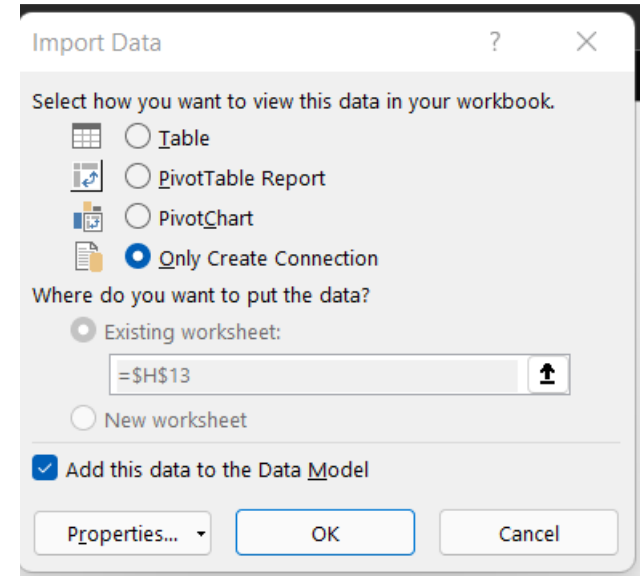 Import Data ?
Select how you want to view this data in your workbook.
Table
PivotTable Report
PivotChart
Only Create Connection
Where do you want to put the data?
Existing worksheet:
=$H$13
New worksheet
Add this data to the Data Model
Properties... OK Cancel